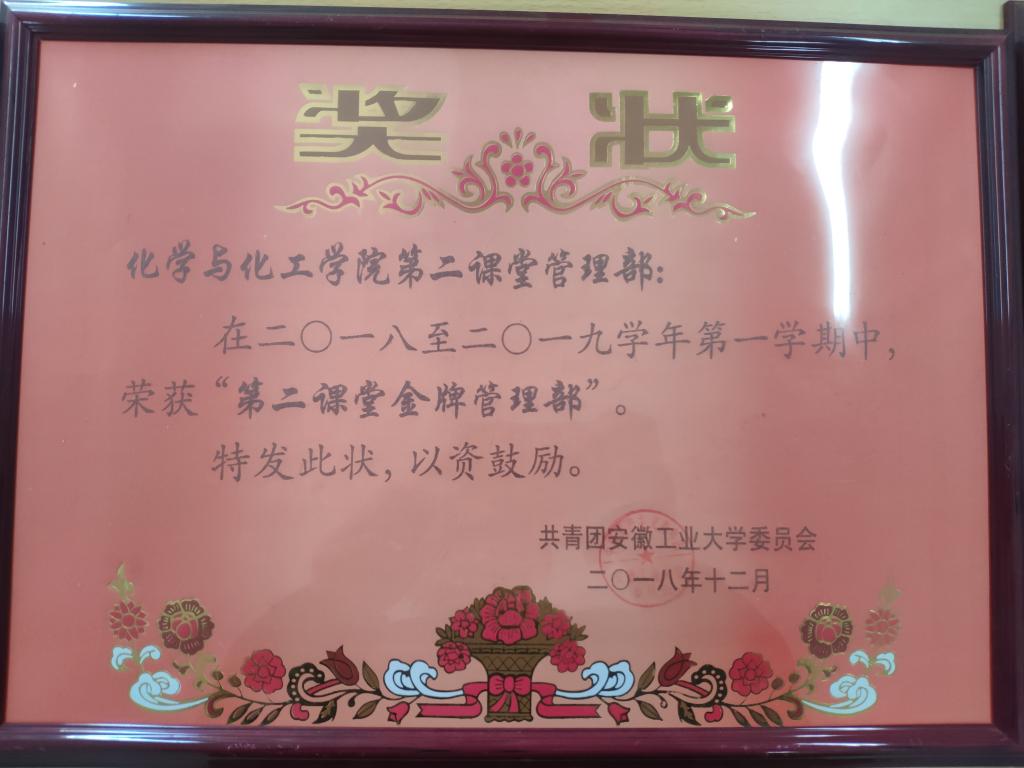 奖 状
化学与化工学院第二课堂管理部:
在二〇一八至二〇一九学年第一学期中,
荣获“第二课堂金牌管理部”。
特发此状,以资鼓励。
共青团安徽工业大学委员会
二〇一八年十二月